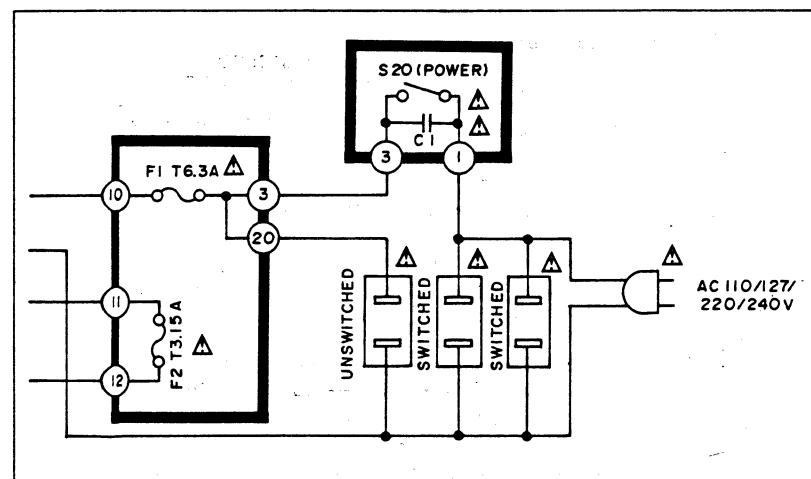 S20 (POWER)
C1
3
1
F1 T6.3A
10
3
20
11
F2 T3.15A
12
UNSWITCHED
SWITCHED
SWITCHED
AC 110/127/
220/240V